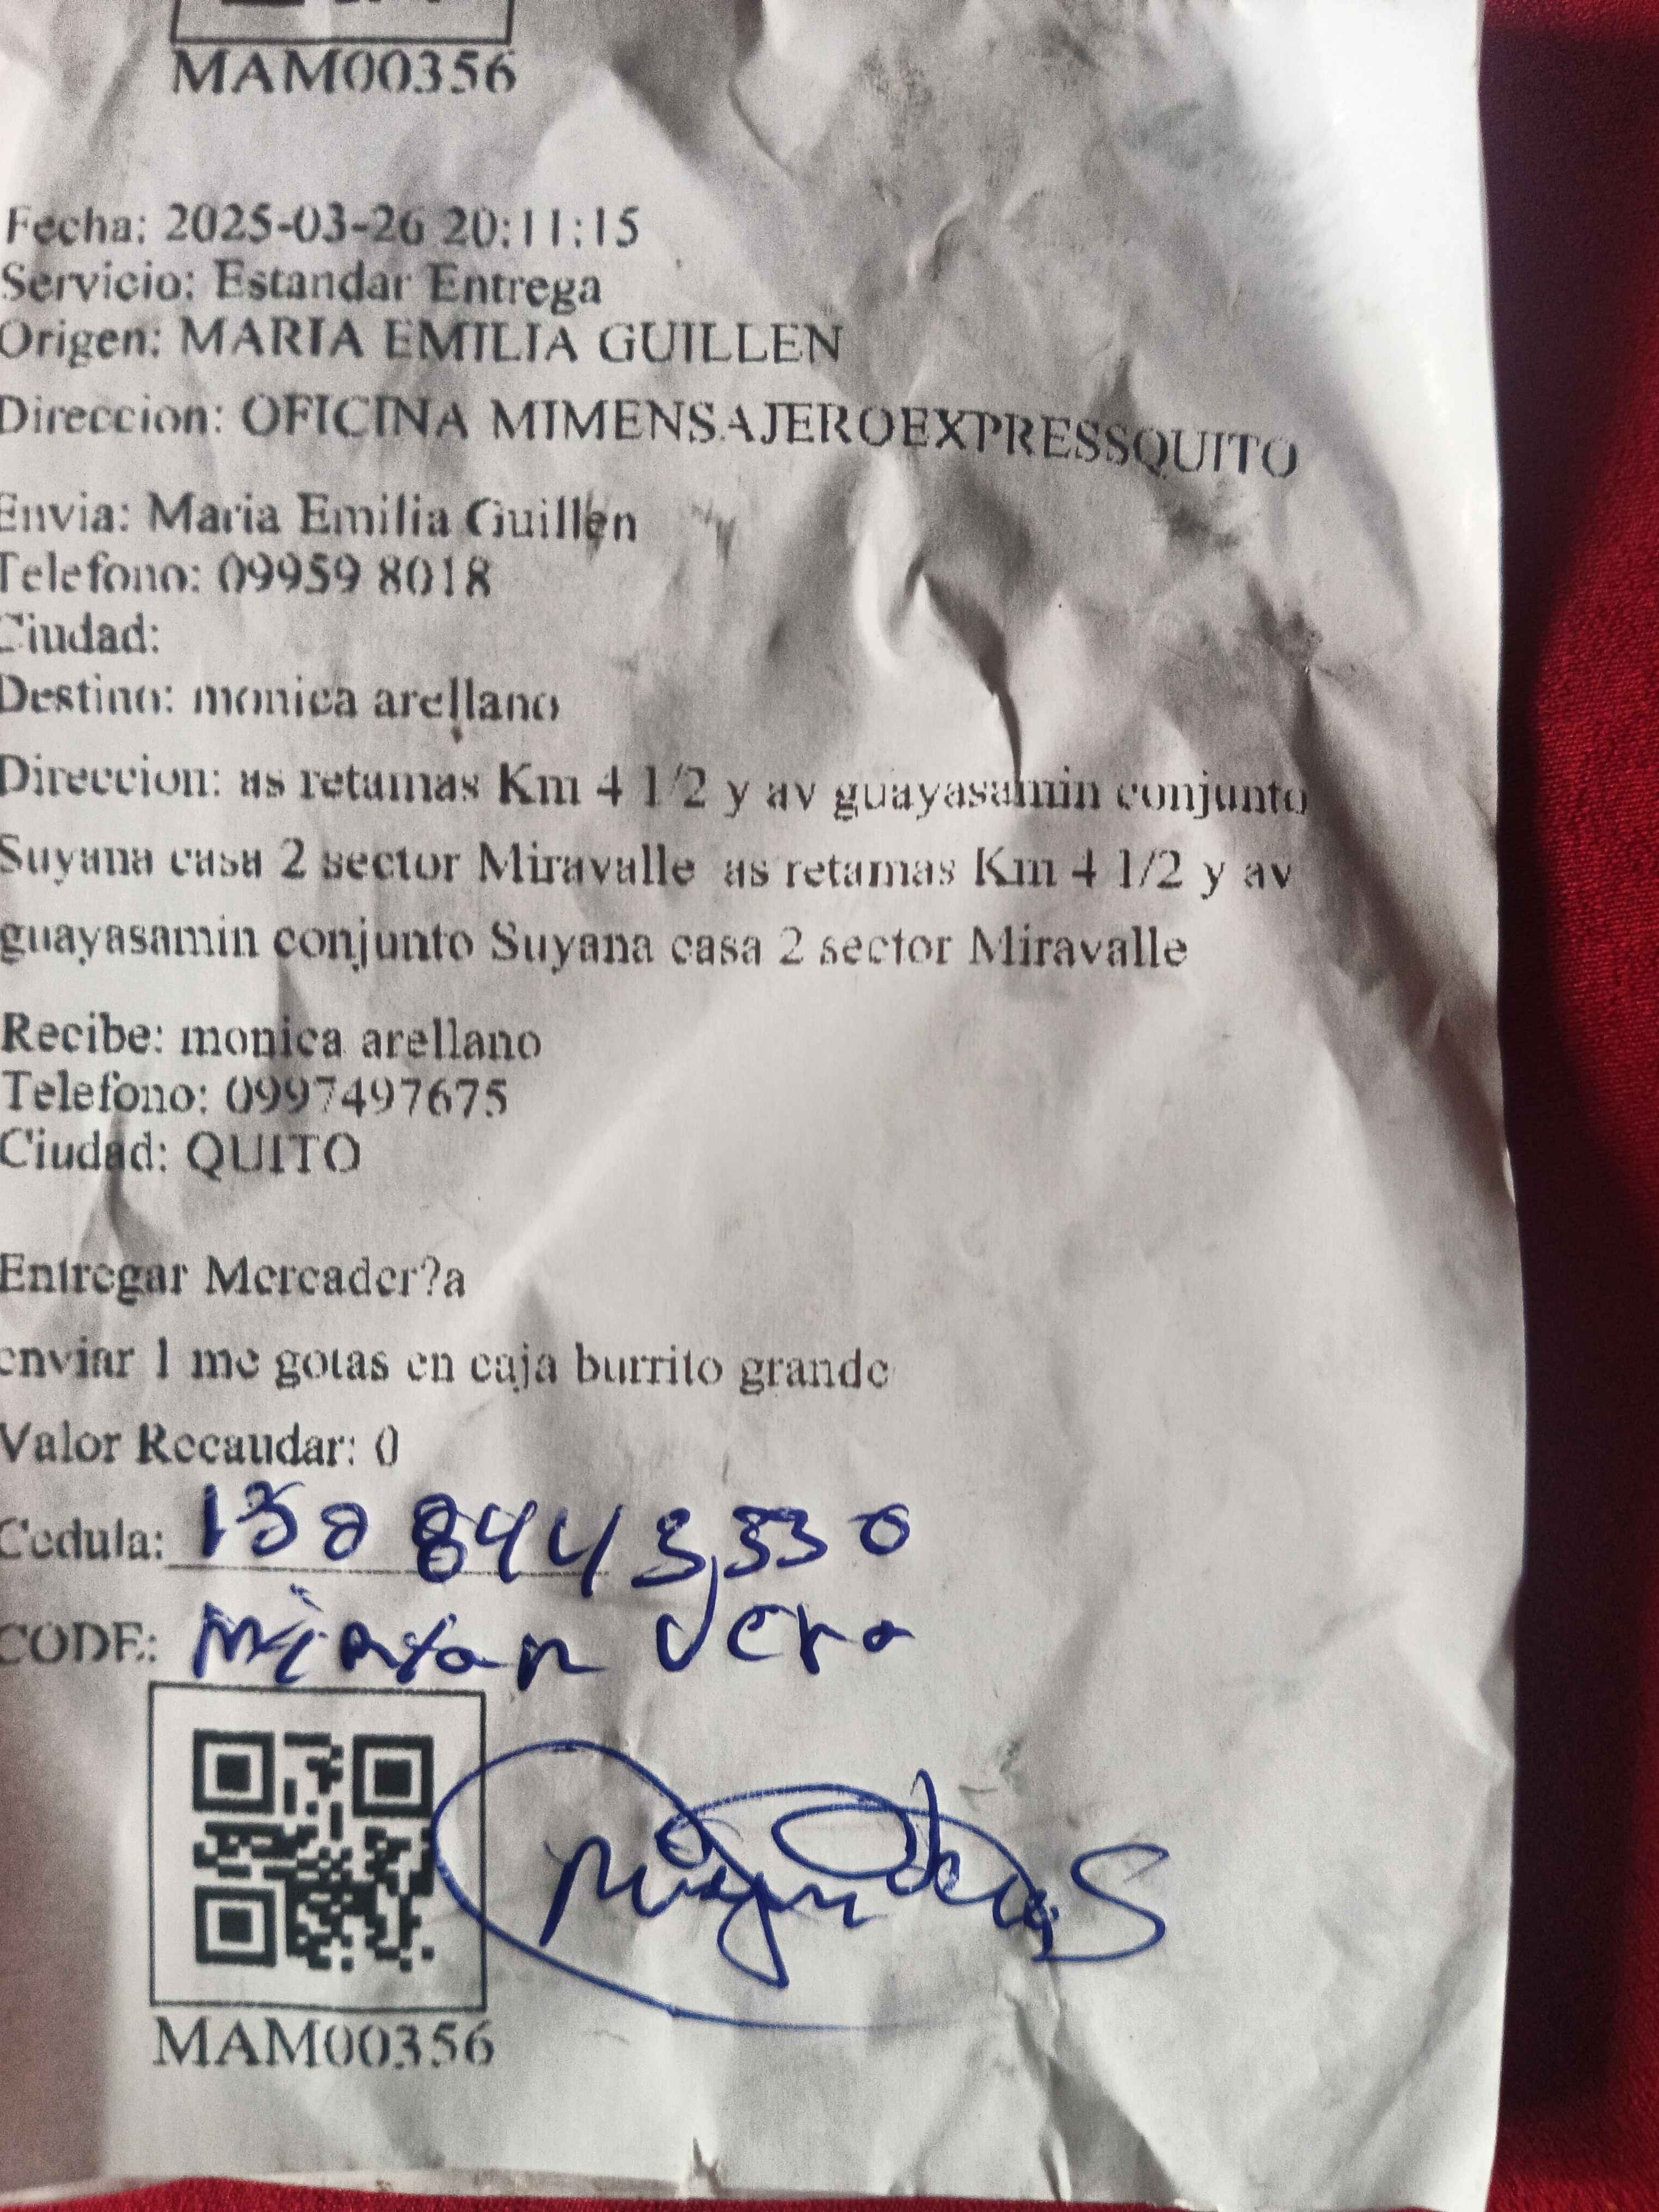 MAM00356
Fecha: 2025-03-26 20:11:15
Servicio: Estandar Entrega
Origen: MARIA EMILIA GUILLEN
Direccion: OFICINA MIMENSAJEROEXPRESSQUITO
Envia: Maria Emilia Guillen
Telefono: 09959 8018
Ciudad:
Destino: monica arellano
Direccion: as retamas Km 4 1/2 y av guayasamin conjunto
Suyana casa 2 sector Miravalle as retamas Km 4 1/2 y av
guayasamin conjunto Suyana casa 2 sector Miravalle
Recibe: monica arellano
Telefono: 0997497675
Ciudad: QUITO
Entregar Mercader?a
enviar 1 me gotas en caja burrito grande
Valor Recaudar: 0
Cedula:
CODE: Vera
MAM00356